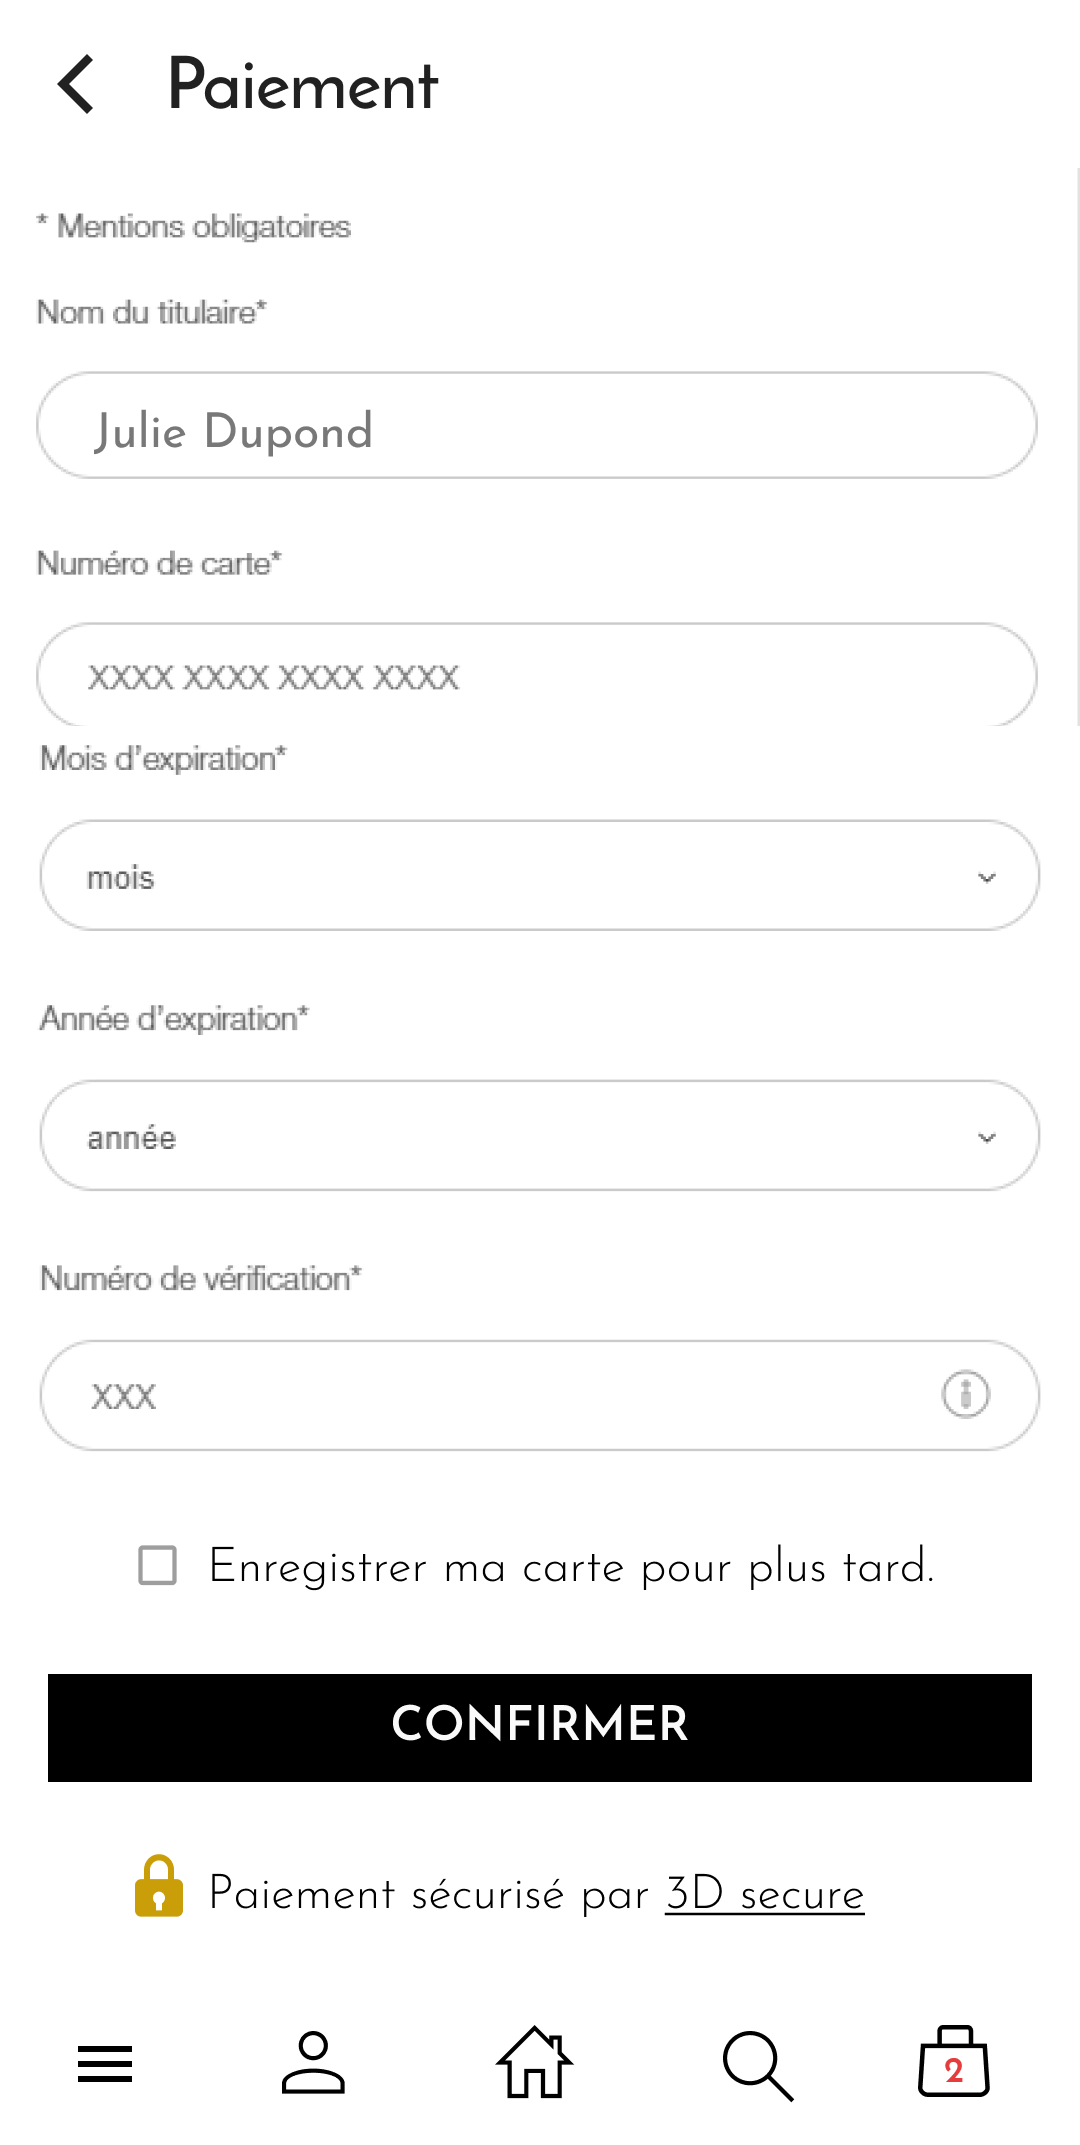 Paiement
* Mentions obligatoires
Nom du titulaire*
Julie Dupond
Numéro de carte*
XXXX XXXX XXXX XXXX
Mois d'expiration*
mois
Année d'expiration*
année
Numéro de vérification*
XXX
Enregistrer ma carte pour plus tard.
CONFIRMER
Paiement sécurisé par 3D secure
2